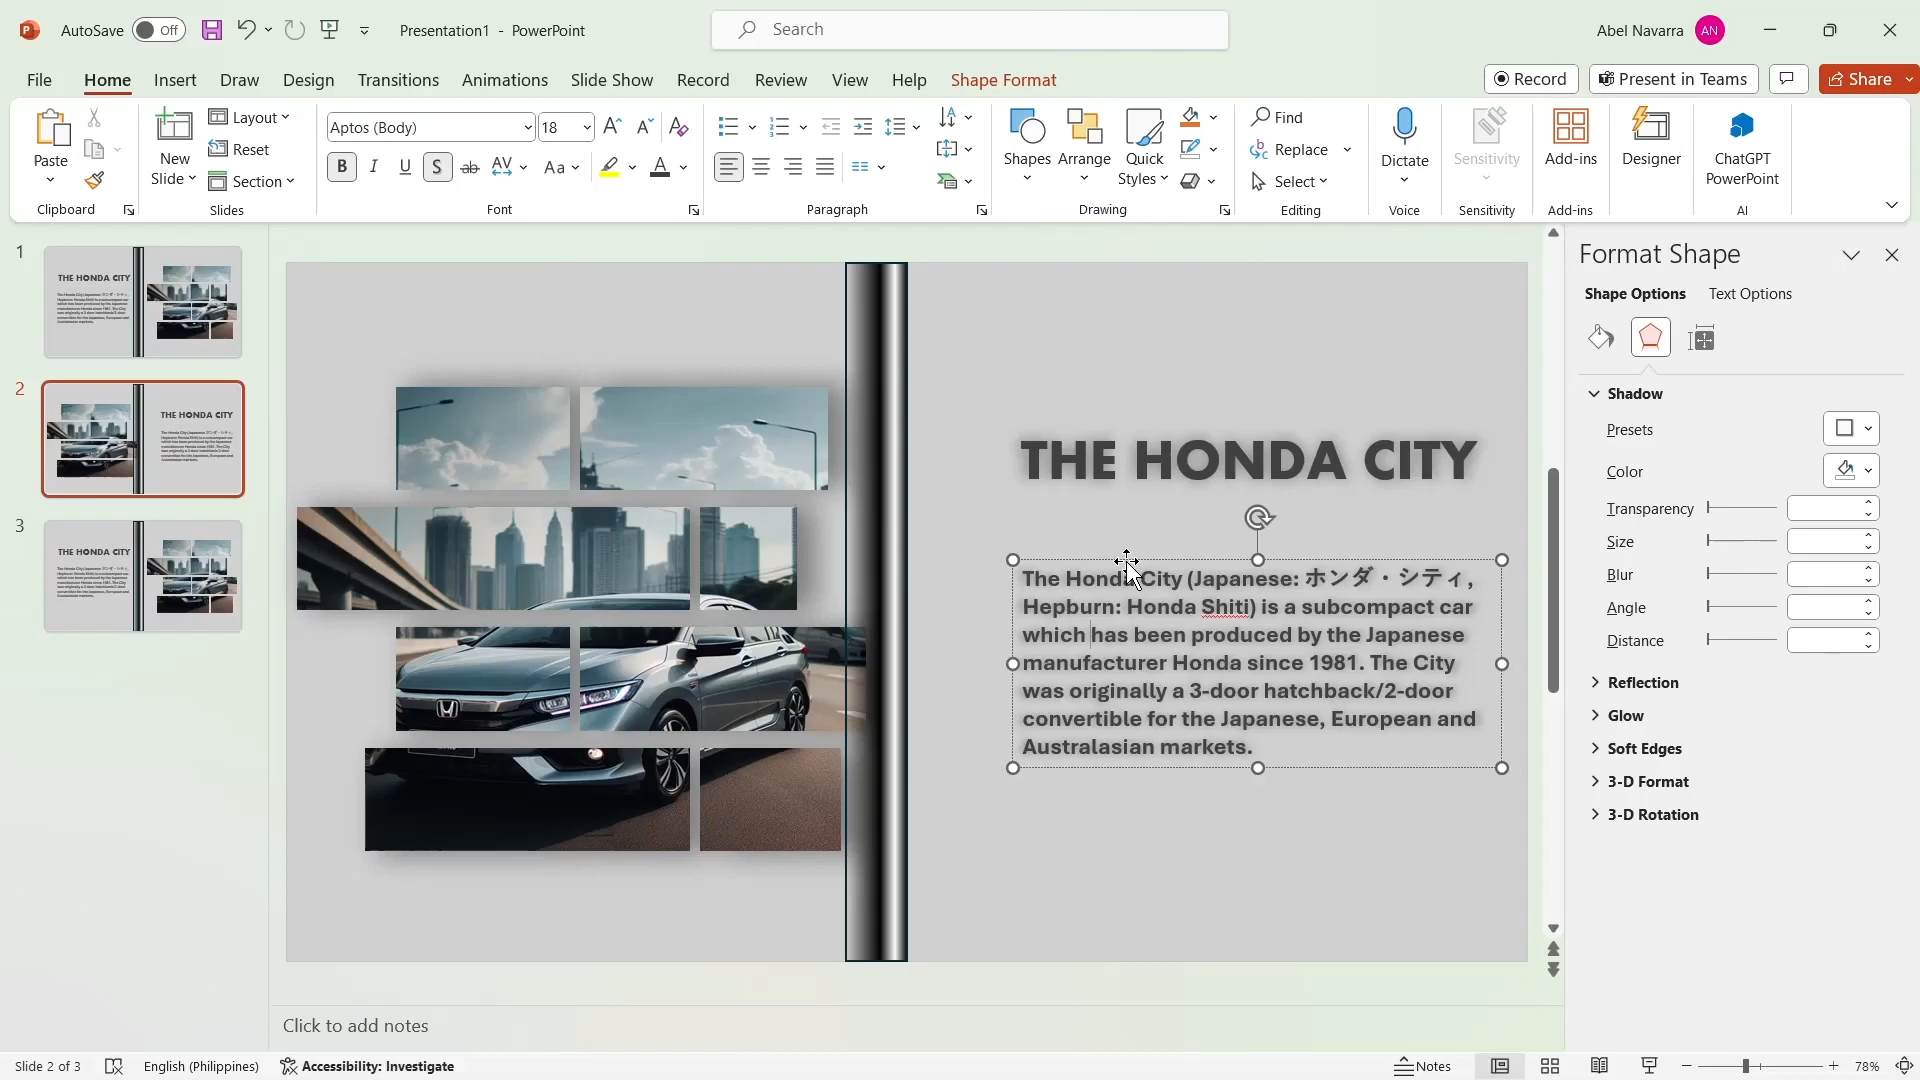 AutoSave Off Presentation1 - PowerPoint Search Abel Navarra AN
File Home Insert Draw Design Transitions Animations Slide Show Record Review View Help Shape Format Record Present in Teams Share
Paste
Clipboard
New Slide
Layout
Reset
Section
Slides
Aptos (Body) 18
B I U S ab AV Aa A
Font
Paragraph
Shapes
Arrange
Quick Styles
Drawing
Find
Replace
Select
Editing
Dictate
Voice
Sensitivity
Sensitivity
Add-ins
Add-ins
Designer
ChatGPT PowerPoint
AI
1
THE HONDA CITY
2
THE HONDA CITY
3
THE HONDA CITY
THE HONDA CITY
The Honda City (Japanese: ホンダ・シティ,
Hepburn: Honda Shiti) is a subcompact car
which has been produced by the Japanese
manufacturer Honda since 1981. The City
was originally a 3-door hatchback/2-door
convertible for the Japanese, European and
Australasian markets.
Format Shape
Shape Options Text Options
Shadow
Presets
Color
Transparency
Size
Blur
Angle
Distance
Reflection
Glow
Soft Edges
3-D Format
3-D Rotation
Click to add notes
Slide 2 of 3 English (Philippines) Accessibility: Investigate Notes 78%